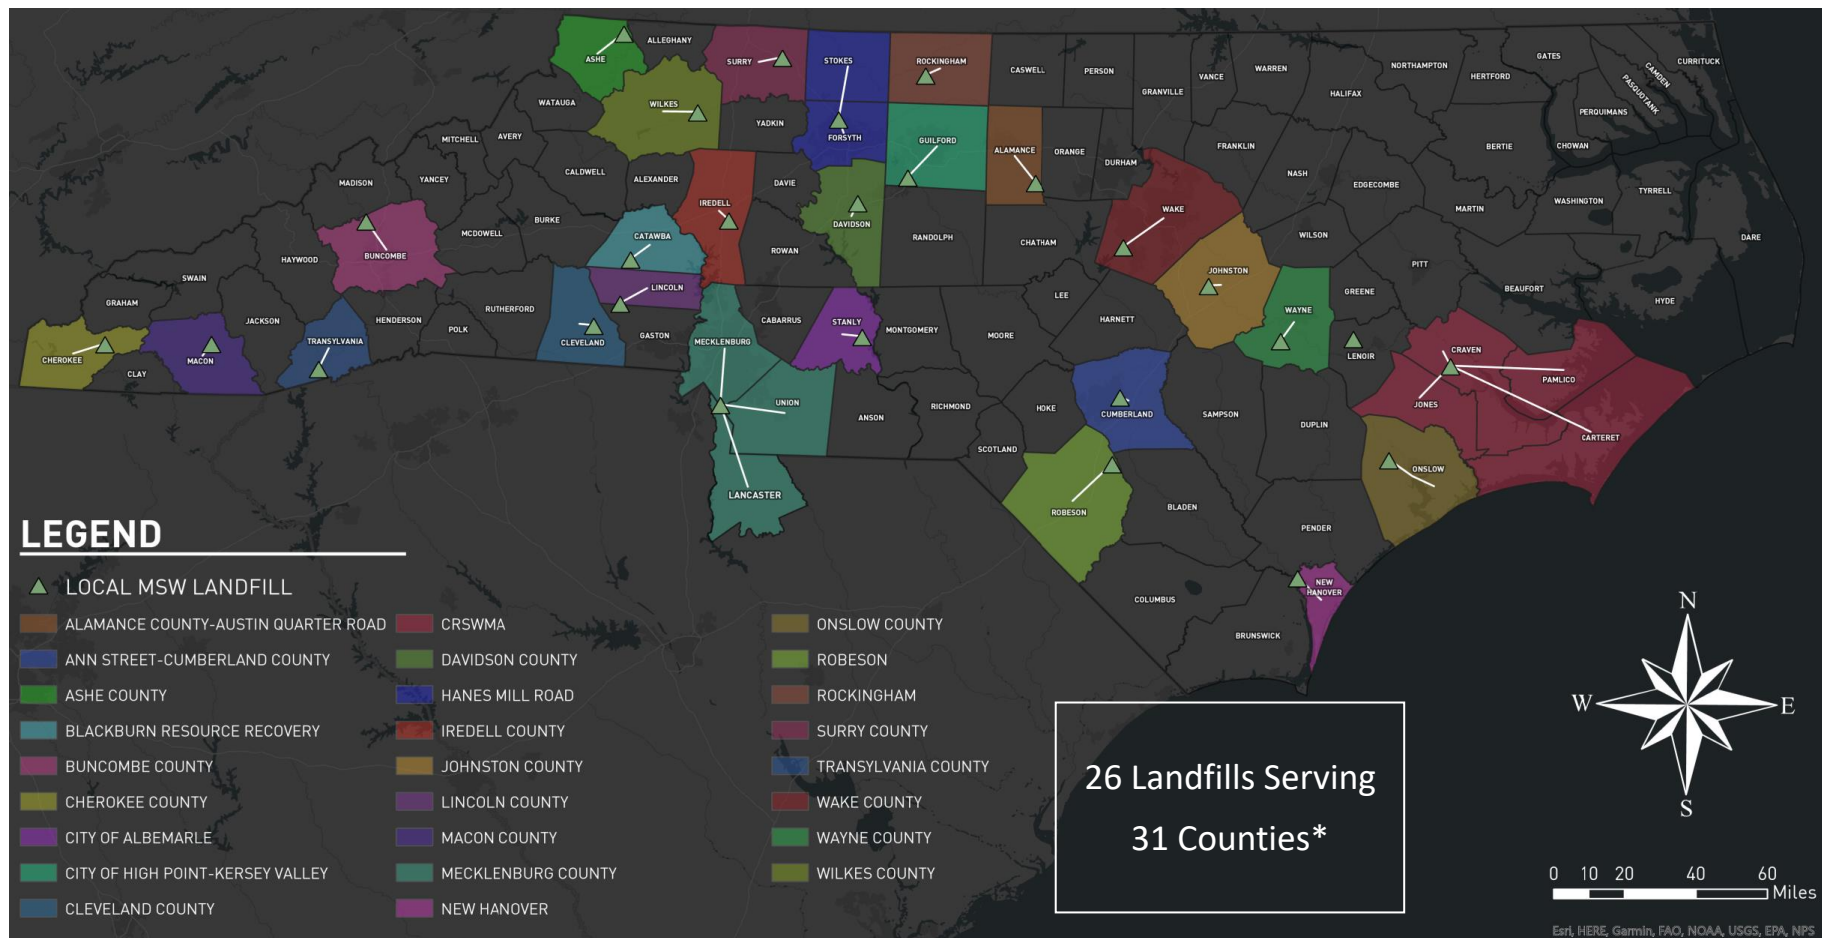 ALLEGHANY
ASHE
SURRY
STOKES
ROCKINGHAM
CASWELL
PERSON
GRANVILLE
VANCE
WARREN
NORTHAMPTON
HERTFORD
GATES
CAMDEN
CURRITUCK
PASQUOTANK
PERQUIMANS
HALIFAX
WATAUGA
WILKES
YADKIN
FORSYTH
GUILFORD
ALAMANCE
ORANGE
DURHAM
FRANKLIN
NASH
EDGECOMBE
BERTIE
CHOWAN
MITCHELL
AVERY
MADISON
YANCEY
CALDWELL
ALEXANDER
IREDELL
DAVIE
DAVIDSON
RANDOLPH
CHATHAM
WAKE
WILSON
MARTIN
WASHINGTON
TYRRELL
DARE
BURKE
MCDOWELL
CATAWBA
ROWAN
BUNCOMBE
HAYWOOD
SWAIN
GRAHAM
JACKSON
CHEROKEE
CLAY
MACON
TRANSYLVANIA
HENDERSON
POLK
RUTHERFORD
CLEVELAND
LINCOLN
GASTON
MECKLENBURG
CABARRUS
STANLY
MONTGOMERY
MOORE
LEE
HARNETT
JOHNSTON
WAYNE
GREENE
PITT
BEAUFORT
HYDE
LENOIR
CRAVEN
PAMLICO
JONES
CARTERET
UNION
ANSON
RICHMOND
HOKE
SCOTLAND
CUMBERLAND
SAMPSON
DUPLIN
ONSLOW
LANCASTER
ROBESON
BLADEN
PENDER
NEW
HANOVER
COLUMBUS
BRUNSWICK
LEGEND
LOCAL MSW LANDFILL
ALAMANCE COUNTY-AUSTIN QUARTER ROAD
ANN STREET-CUMBERLAND COUNTY
ASHE COUNTY
BLACKBURN RESOURCE RECOVERY
BUNCOMBE COUNTY
CHEROKEE COUNTY
CITY OF ALBEMARLE
CITY OF HIGH POINT-KERSEY VALLEY
CLEVELAND COUNTY
CRSWMA
DAVIDSON COUNTY
HANES MILL ROAD
IREDELL COUNTY
JOHNSTON COUNTY
LINCOLN COUNTY
MACON COUNTY
MECKLENBURG COUNTY
NEW HANOVER
ONSLOW COUNTY
ROBESON
ROCKINGHAM
SURRY COUNTY
TRANSYLVANIA COUNTY
WAKE COUNTY
WAYNE COUNTY
WILKES COUNTY
26 Landfills Serving
31 Counties*
N
W E
S
0 10 20 40 60
Miles
Esri, HERE, Garmin, FAO, NOAA, USGS, EPA, NPS